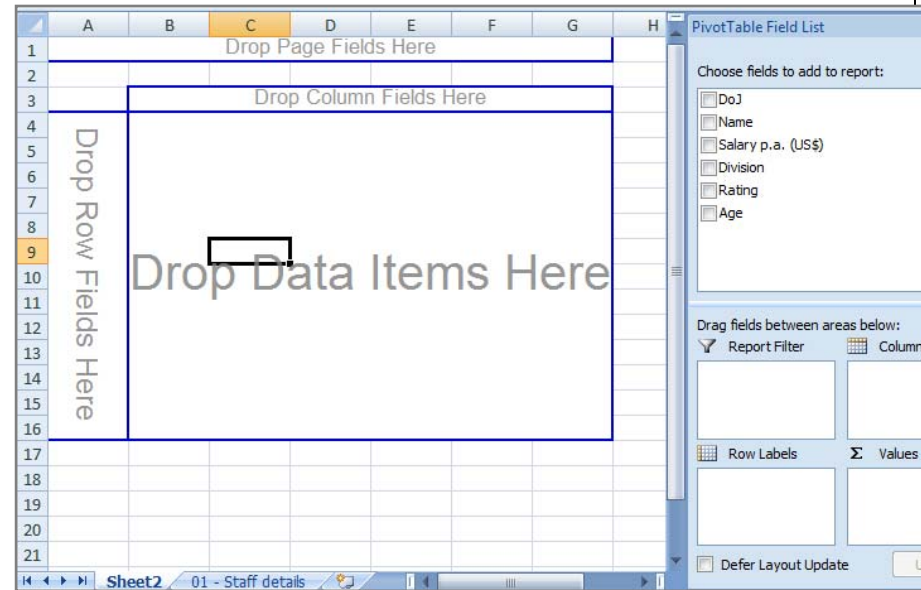 A B C D E F G H
1
2
3
4
5
6
7
8
9
10
11
12
13
14
15
16
17
18
19
20
21
Drop Page Fields Here
Drop Column Fields Here
Drop Row Fields Here
Drop Data Items Here
Sheet2 01 - Staff details
PivotTable Field List
Choose fields to add to report:
DoJ
Name
Salary p.a. (US$)
Division
Rating
Age
Drag fields between areas below:
Report Filter Column
Row Labels Σ Values
Defer Layout Update U